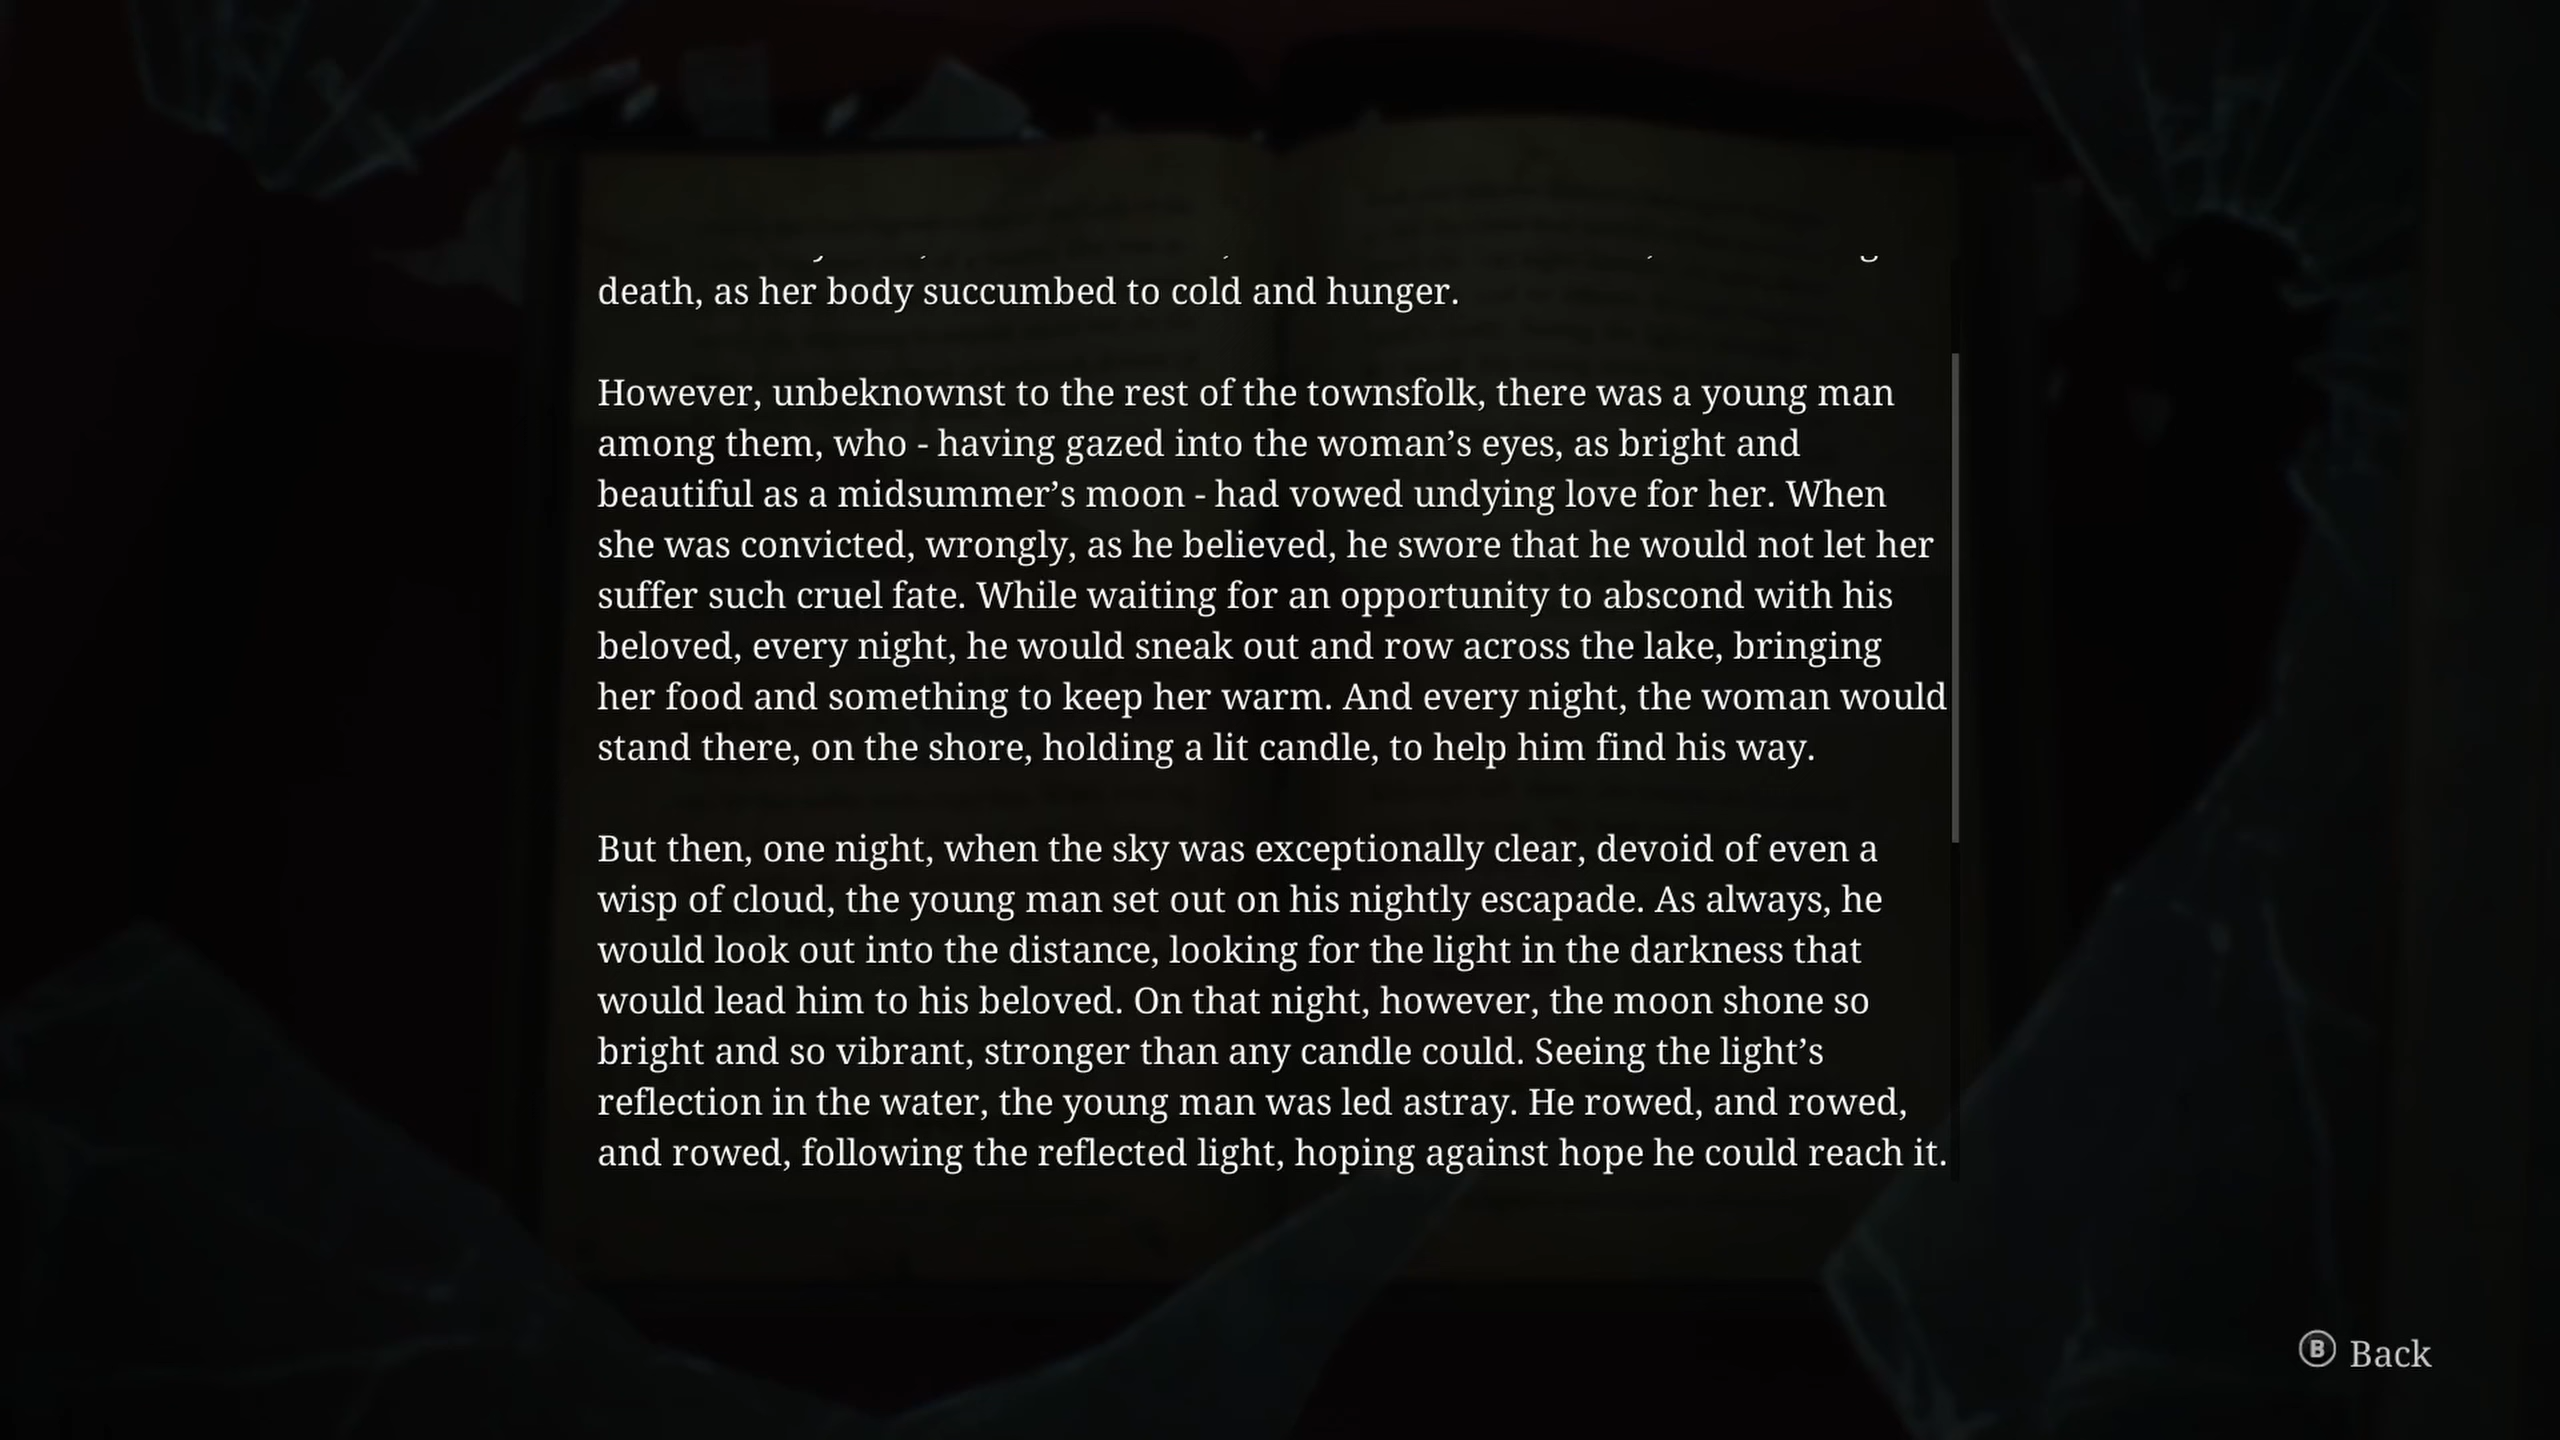 death, as her body succumbed to cold and hunger.
However, unbeknownst to the rest of the townsfolk, there was a young man
among them, who - having gazed into the woman’s eyes, as bright and
beautiful as a midsummer’s moon - had vowed undying love for her. When
she was convicted, wrongly, as he believed, he swore that he would not let her
suffer such cruel fate. While waiting for an opportunity to abscond with his
beloved, every night, he would sneak out and row across the lake, bringing
her food and something to keep her warm. And every night, the woman would
stand there, on the shore, holding a lit candle, to help him find his way.
But then, one night, when the sky was exceptionally clear, devoid of even a
wisp of cloud, the young man set out on his nightly escapade. As always, he
would look out into the distance, looking for the light in the darkness that
would lead him to his beloved. On that night, however, the moon shone so
bright and so vibrant, stronger than any candle could. Seeing the light’s
reflection in the water, the young man was led astray. He rowed, and rowed,
and rowed, following the reflected light, hoping against hope he could reach it.
B Back